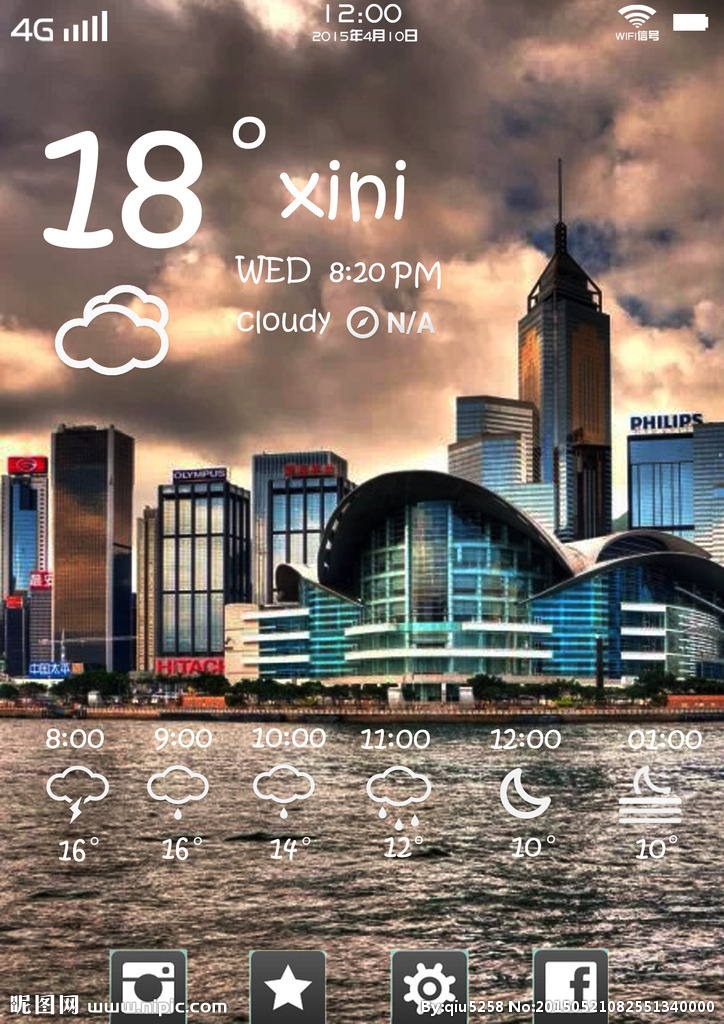 4G
12:00
2015年4月10日
WIFI信号
18°
xini
WED 8:20 PM
cloudy N/A
PHILIPS
OLYMPUS
HITACHI
中国太平
8:00 9:00 10:00 11:00 12:00 01:00
16° 16° 14° 12° 10° 10°
昵图网 www.nipic.com
By:qiu5258 No:20150521082551340000